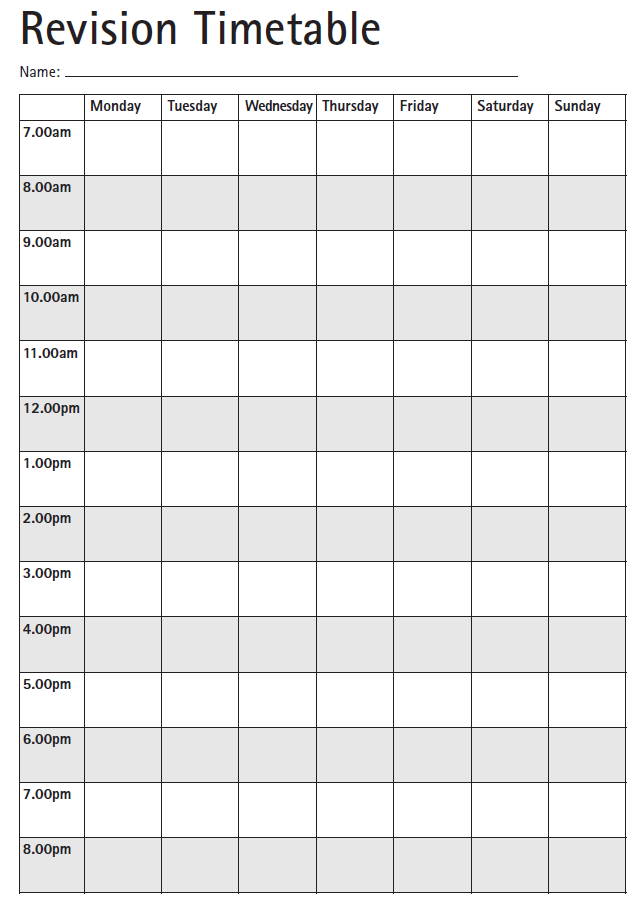 Revision Timetable
Name:
Monday Tuesday Wednesday Thursday Friday Saturday Sunday
7.00am
8.00am
9.00am
10.00am
11.00am
12.00pm
1.00pm
2.00pm
3.00pm
4.00pm
5.00pm
6.00pm
7.00pm
8.00pm